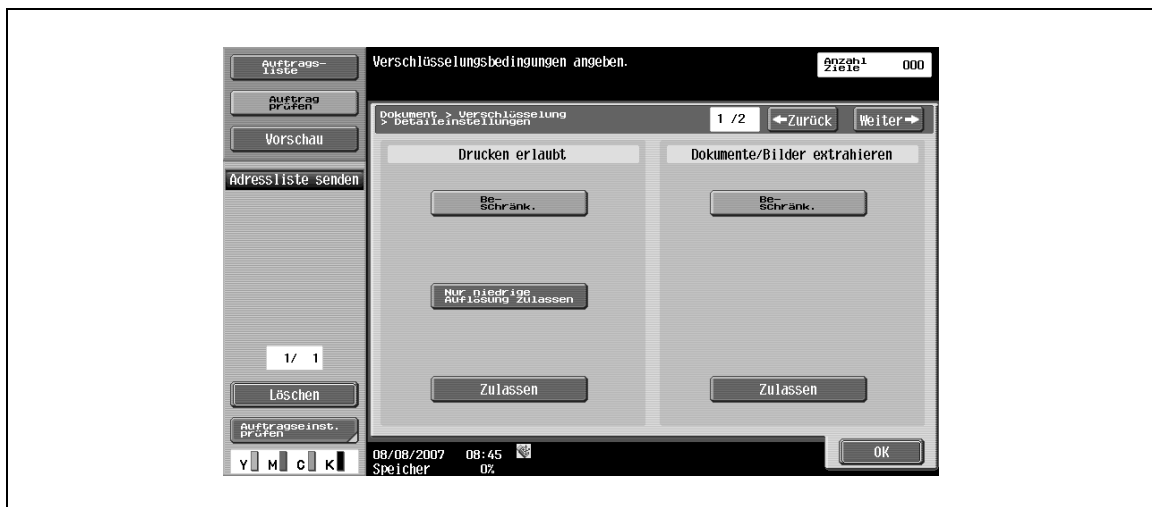 Auftrags-
liste
Auftrag
prüfen
Vorschau
Adressliste senden
1/ 1
Löschen
Auftragseinst.
prüfen
Y M C K
Verschlüsselungsbedingungen angeben.
Anzahl
Ziele 000
Dokument > Verschlüsselung
> Detaileinstellungen
1 /2
←Zurück
Weiter→
Drucken erlaubt
Be-
schränk.
Nur niedrige
Auflösung zulassen
Zulassen
Dokumente/Bilder extrahieren
Be-
schränk.
Zulassen
08/08/2007 08:45
Speicher 0%
OK